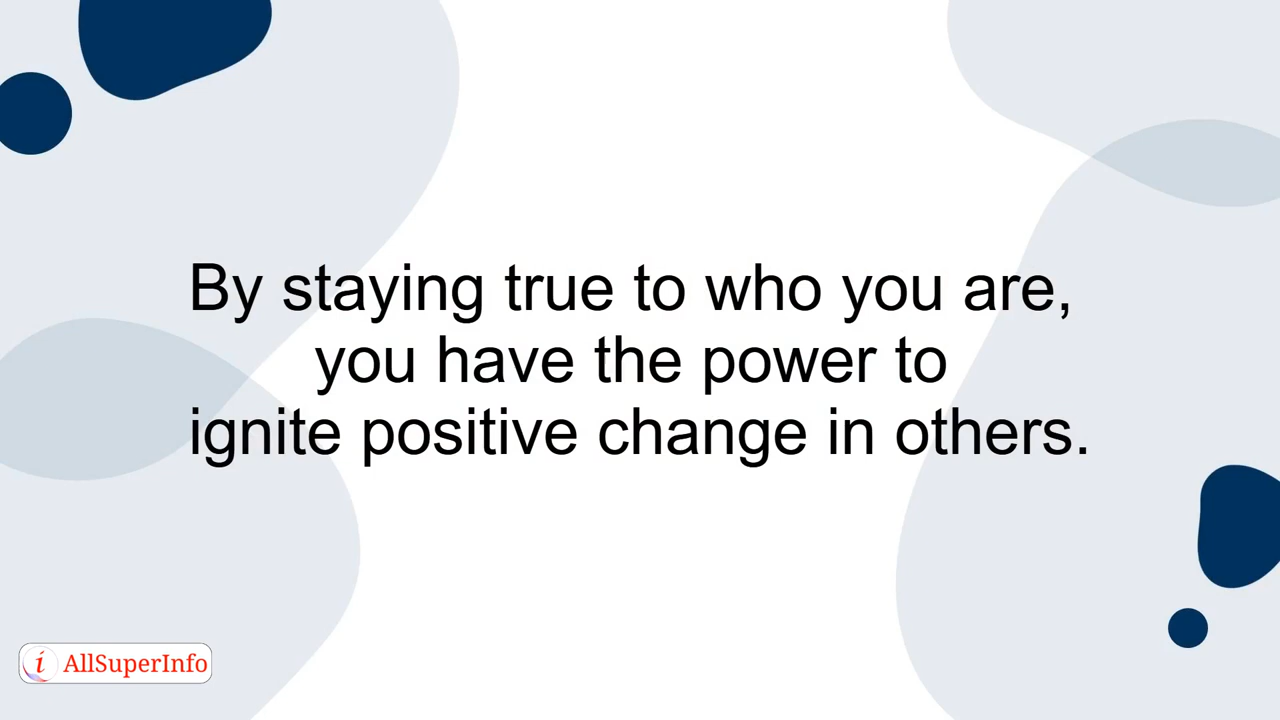 By staying true to who you are,
you have the power to
ignite positive change in others.
i AllSuperInfo